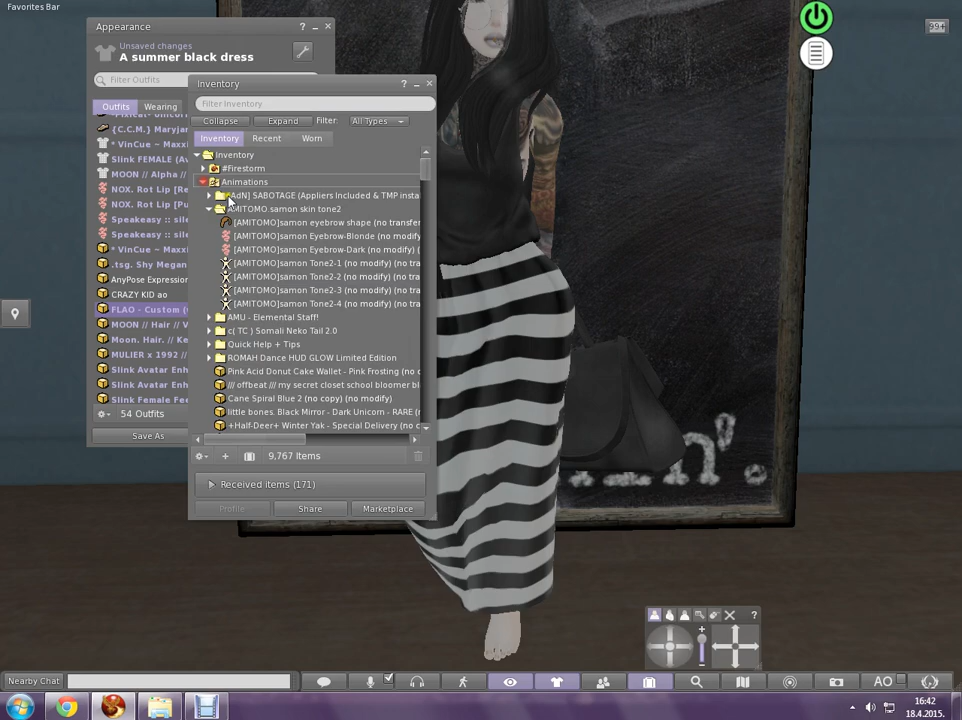 Favorites Bar
Appearance
?
Unsaved changes
A summer black dress
Filter Outfits
Outfits
Wearing
{C.C.M.} Maryjar
* VinCue ~ Maxxi
Slink FEMALE (Av
MOON // Alpha //
NOX. Rot Lip [Re
NOX. Rot Lip [Pu
Speakeasy :: sile
Speakeasy :: sile
* VinCue ~ Maxxi
.tsg. Shy Megan
AnyPose Expression
CRAZY KID ao
FLAO - Custom (
MOON // Hair // V
Moon. Hair. // Ke
MULIER x 1992 /
Slink Avatar Enh
Slink Avatar Enh
Slink Female Fee
54 Outfits
Save As
Inventory
?
Filter Inventory
Collapse
Expand
Filter:
All Types
Inventory
Recent
Worn
Inventory
#Firestorm
Animations
[AdN] SABOTAGE (Appliers Included & TMP insta
AMITOMO.samon skin tone2
[AMITOMO]samon eyebrow shape (no transfer
[AMITOMO]samon Eyebrow-Blonde (no modify
[AMITOMO]samon Eyebrow-Dark (no modify) (
[AMITOMO]samon Tone2-1 (no modify) (no tra
[AMITOMO]samon Tone2-2 (no modify) (no tra
[AMITOMO]samon Tone2-3 (no modify) (no tra
[AMITOMO]samon Tone2-4 (no modify) (no tra
AMU - Elemental Staff!
c( TC ) Somali Neko Tail 2.0
Quick Help + Tips
ROMAH Dance HUD GLOW Limited Edition
Pink Acid Donut Cake Wallet - Pink Frosting (no c
/// offbeat /// my secret closet school bloomer bl
Cane Spiral Blue 2 (no copy) (no modify)
little bones. Black Mirror - Dark Unicorn - RARE (r
+Half-Deer+ Winter Yak - Special Delivery (no c
9,767 Items
Received items (171)
Profile
Share
Marketplace
99+
?
Nearby Chat
AO
16:42
18.4.2015.